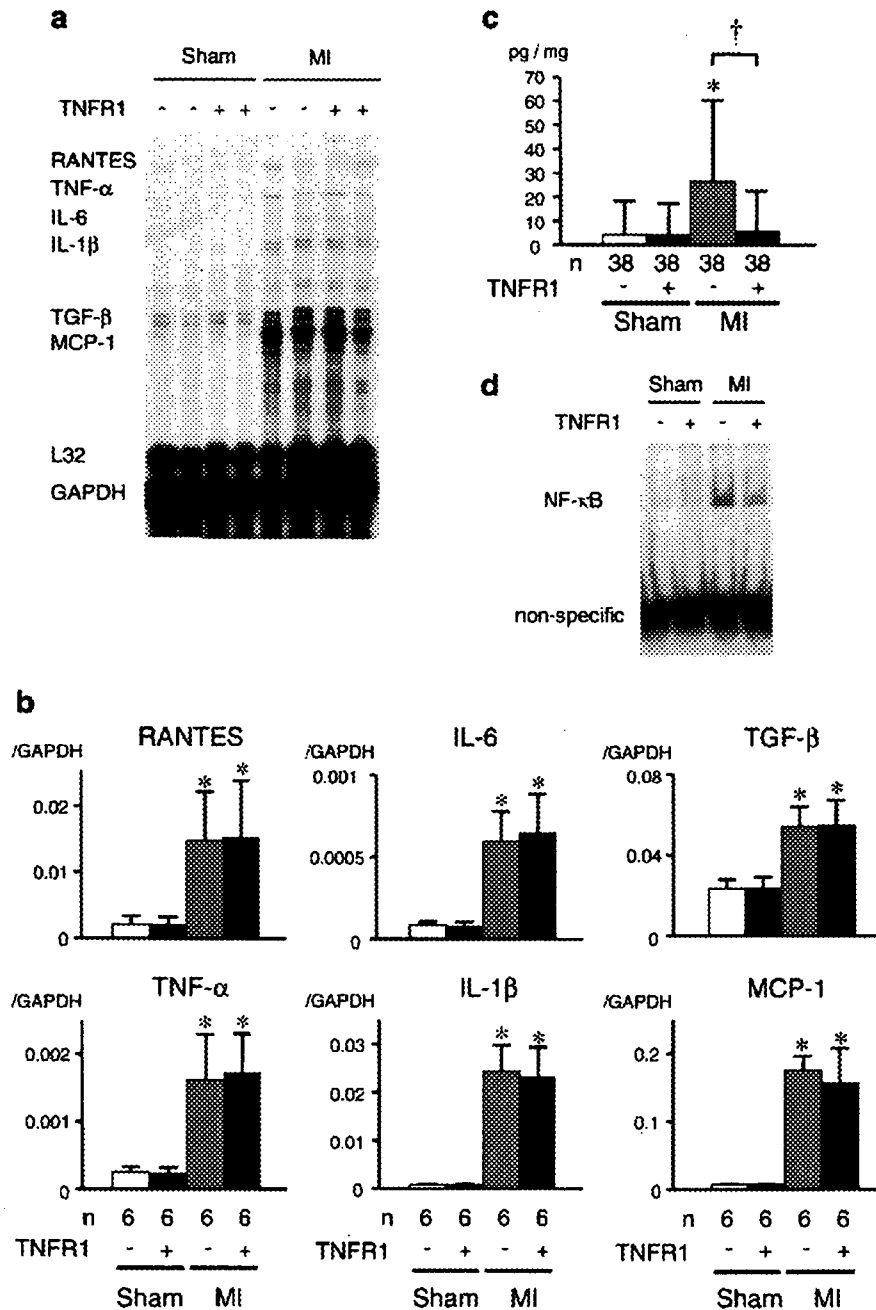 a
Sham MI
TNFR1 - - + + - - + +
RANTES
TNF-α
IL-6
IL-1β
TGF-β
MCP-1
L32
GAPDH
c
pg / mg
†
70
60
50
40
30
20
10
0
*
n 38 38 38 38
TNFR1 - + - +
Sham MI
d
Sham MI
TNFR1 - + - +
NF-κB
non-specific
b
/GAPDH RANTES
0.02
0.01
0
* *
/GAPDH IL-6
0.001
0.0005
0
* *
/GAPDH TGF-β
0.08
0.04
0
* *
/GAPDH TNF-α
0.002
0.001
0
* *
n 6 6 6 6
TNFR1 - + - +
Sham MI
/GAPDH IL-1β
0.03
0.02
0.01
0
* *
n 6 6 6 6
TNFR1 - + - +
Sham MI
/GAPDH MCP-1
0.2
0.1
0
* *
n 6 6 6 6
TNFR1 - + - +
Sham MI